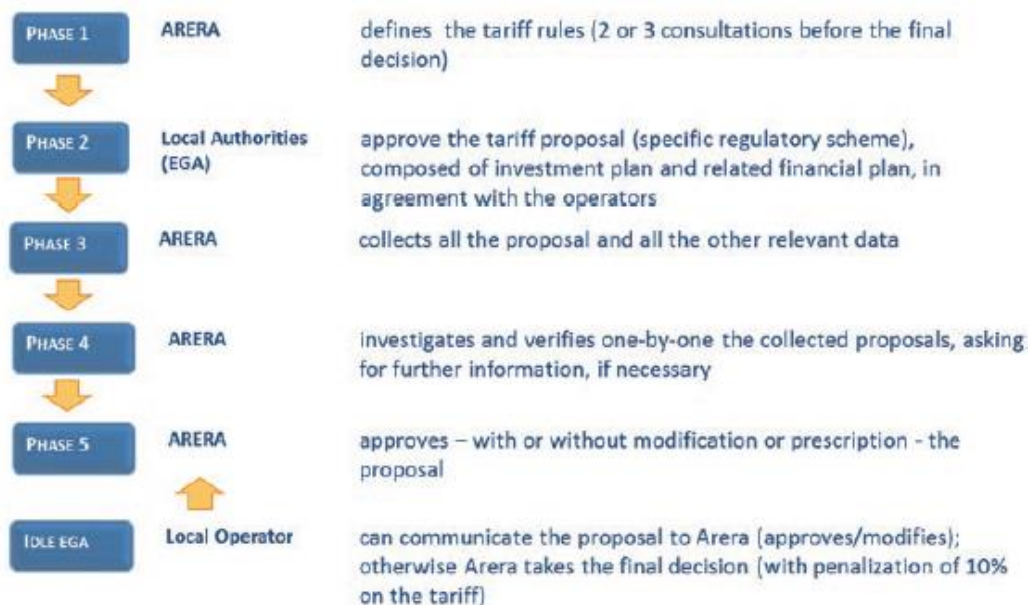 PHASE 1
ARERA
defines the tariff rules (2 or 3 consultations before the final
decision)
PHASE 2
Local Authorities
(EGA)
approve the tariff proposal (specific regulatory scheme),
composed of investment plan and related financial plan, in
agreement with the operators
PHASE 3
ARERA
collects all the proposal and all the other relevant data
PHASE 4
ARERA
investigates and verifies one-by-one the collected proposals, asking
for further information, if necessary
PHASE 5
ARERA
approves – with or without modification or prescription - the
proposal
IDLE EGA
Local Operator
can communicate the proposal to Arera (approves/modifies);
otherwise Arera takes the final decision (with penalization of 10%
on the tariff)